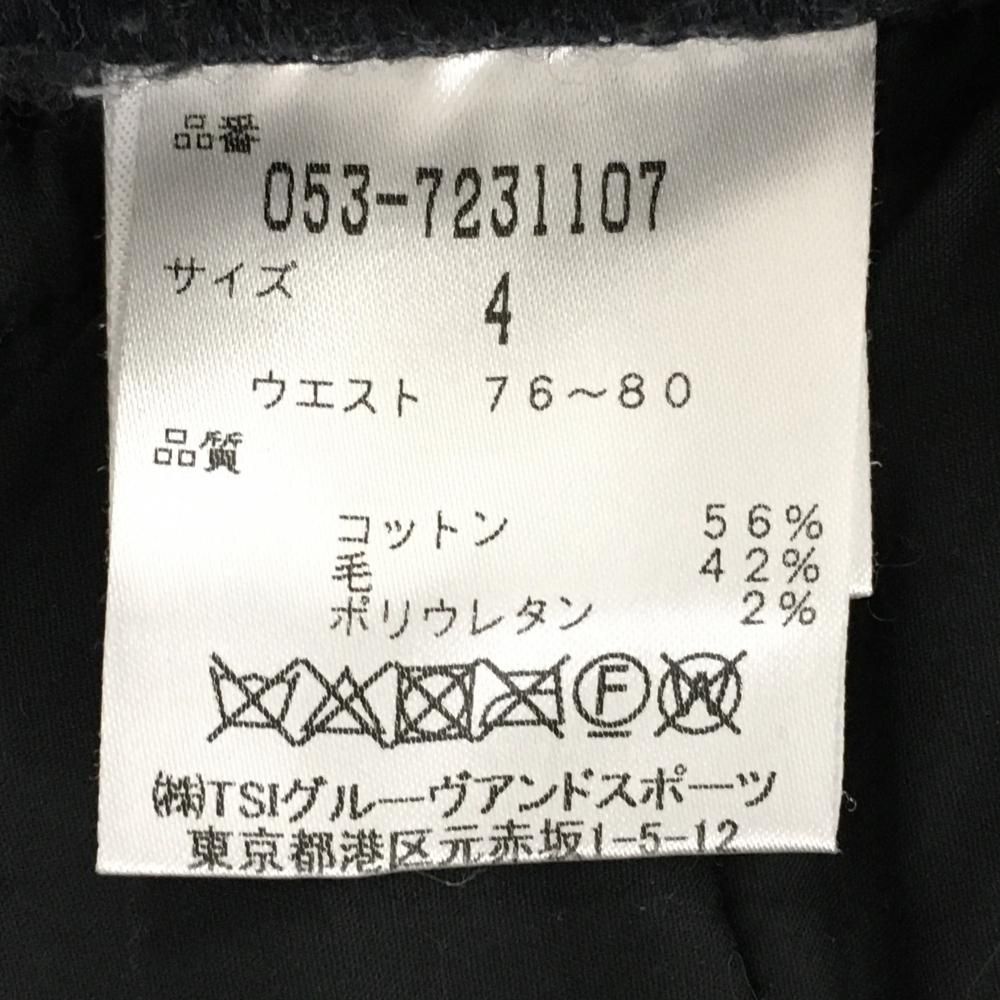 品番
053-7231107
サイズ 4
ウエスト 76～80
品質
コットン 56%
毛 42%
ポリウレタン 2%
F W
㈱TSIグルーヴアンドスポーツ
東京都港区元赤坂1-5-12